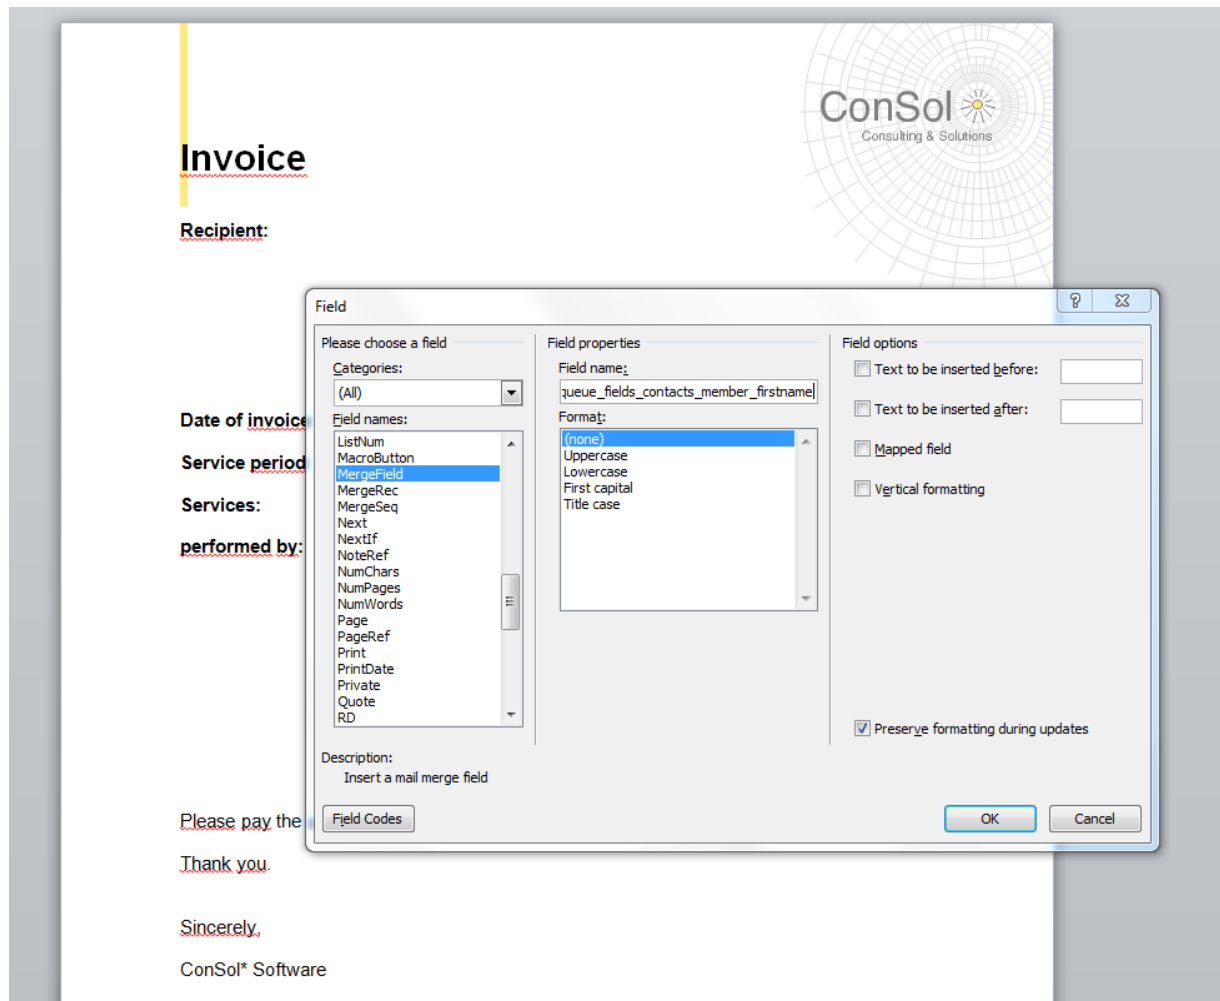 ConSol
Consulting & Solutions
Invoice
Recipient:
Date of invoice
Service period
Services:
performed by:
Please pay the
Thank you.
Sincerely,
ConSol* Software
Field
Please choose a field
Categories:
(All)
Field names:
ListNum
MacroButton
MergeField
MergeRec
MergeSeq
Next
NextIf
NoteRef
NumChars
NumPages
NumWords
Page
PageRef
Print
PrintDate
Private
Quote
RD
Description:
Insert a mail merge field
Field Codes
Field properties
Field name:
queue_fields_contacts_member_firstname
Format:
(none)
Uppercase
Lowercase
First capital
Title case
Field options
Text to be inserted before:
Text to be inserted after:
Mapped field
Vertical formatting
Preserve formatting during updates
OK
Cancel